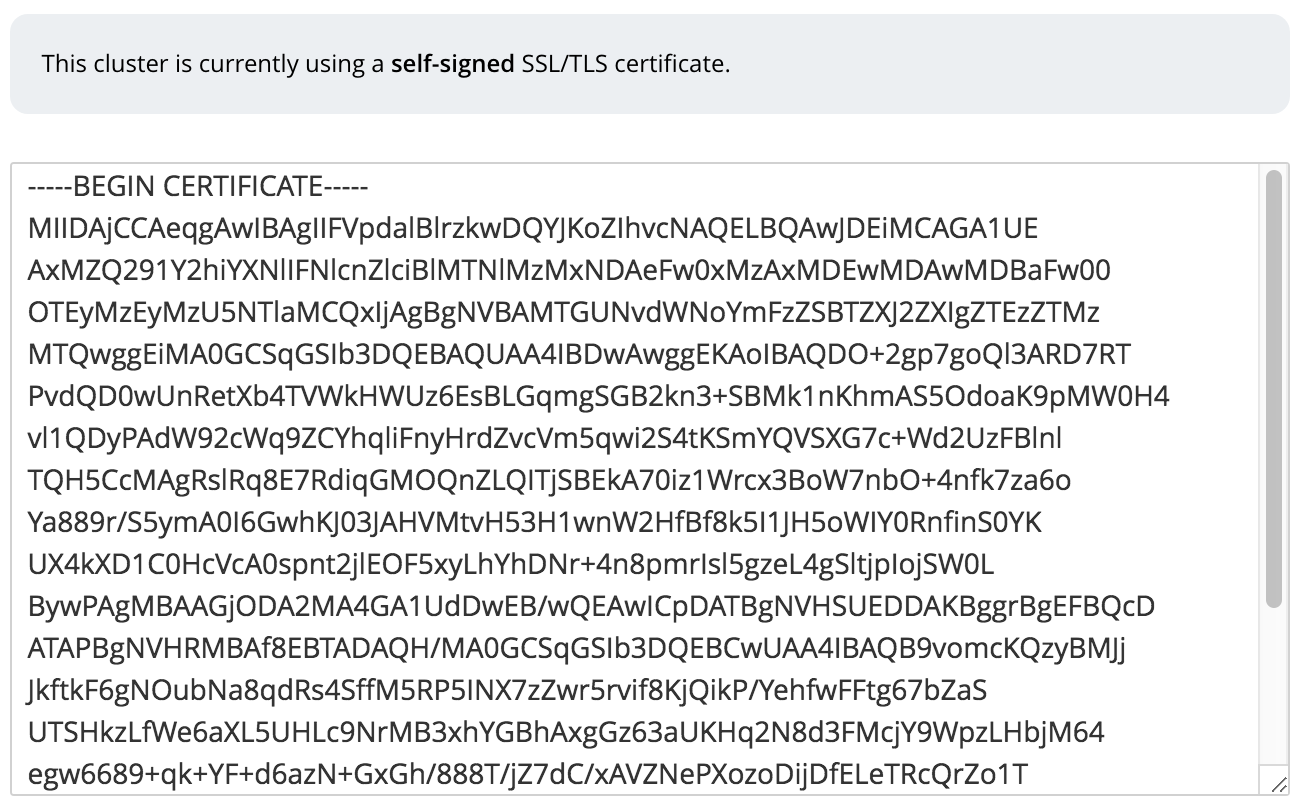 This cluster is currently using a self-signed SSL/TLS certificate.
-----BEGIN CERTIFICATE-----
MIIDAjCCAeqgAwIBAgIIFVpdalBlrzkwDQYJKoZIhvcNAQELBQAwJDEiMCAGA1UE
AxMZQ291Y2hiYXNlIFNlcnZlciBlMTNlMzMxNDAeFw0xMzAxMDEwMDAwMDBaFw00
OTEyMzEyMzU5NTlaMCQxIjAgBgNVBAMTGUNvdWNoYmFzZSBTZXJ2ZXIgZTEzZTMz
MTQwggEiMA0GCSqGSIb3DQEBAQUAA4IBDwAwggEKAoIBAQDO+2gp7goQl3ARD7RT
PvdQD0wUnRetXb4TVWkHWUz6EsBLGqmgSGB2kn3+SBMk1nKhmAS5OdoaK9pMW0H4
vl1QDyPAdW92cWq9ZCYhqliFnyHrdZvcVm5qwi2S4tKSmYQVSXG7c+Wd2UzFBlnl
TQH5CcMAgRslRq8E7RdiqGMOQnZLQITjSBEkA70iz1Wrcx3BoW7nbO+4nfk7za6o
Ya889r/S5ymA0I6GwhKJ03JAHVMtvH53H1wnW2HfBf8k5I1JH5oWIY0RnfinS0YK
UX4kXD1C0HcVcA0spnt2jlEOF5xyLhYhDNr+4n8pmrIsl5gzeL4gSltjpIojSW0L
BywPAgMBAAGjODA2MA4GA1UdDwEB/wQEAwICpDATBgNVHSUEDDAKBggrBgEFBQcD
ATAPBgNVHRMBAf8EBTADAQH/MA0GCSqGSIb3DQEBCwUAA4IBAQB9vomcKQzyBMJj
JkftkF6gNOubNa8qdRs4SffM5RP5INX7zZwr5rvif8KjQikP/YehfwFFtg67bZaS
UTSHkzLfWe6aXL5UHLc9NrMB3xhYGBhAxgGz63aUKHq2N8d3FMcjY9WpzLHbjM64
egw6689+qk+YF+d6azN+GxGh/888T/jZ7dC/xAVZNePXozoDijDfELeTRcQrZo1T